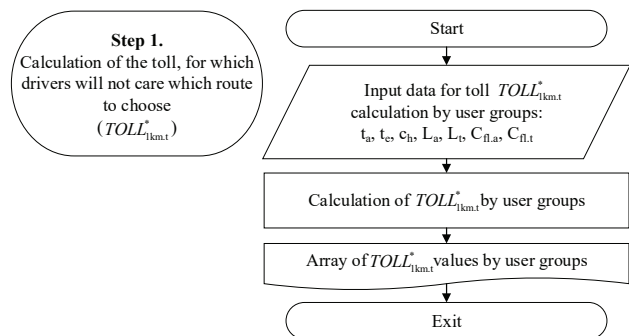 Step 1.
Calculation of the toll, for which
drivers will not care which route
to choose
(TOLL*1km.t)
Start
Input data for toll TOLL*1km.t
calculation by user groups:
ta, te, ch, La, Lt, Cfl.a, Cfl.t
Calculation of TOLL*1km.t by user groups
Array of TOLL*1km.t values by user groups
Exit